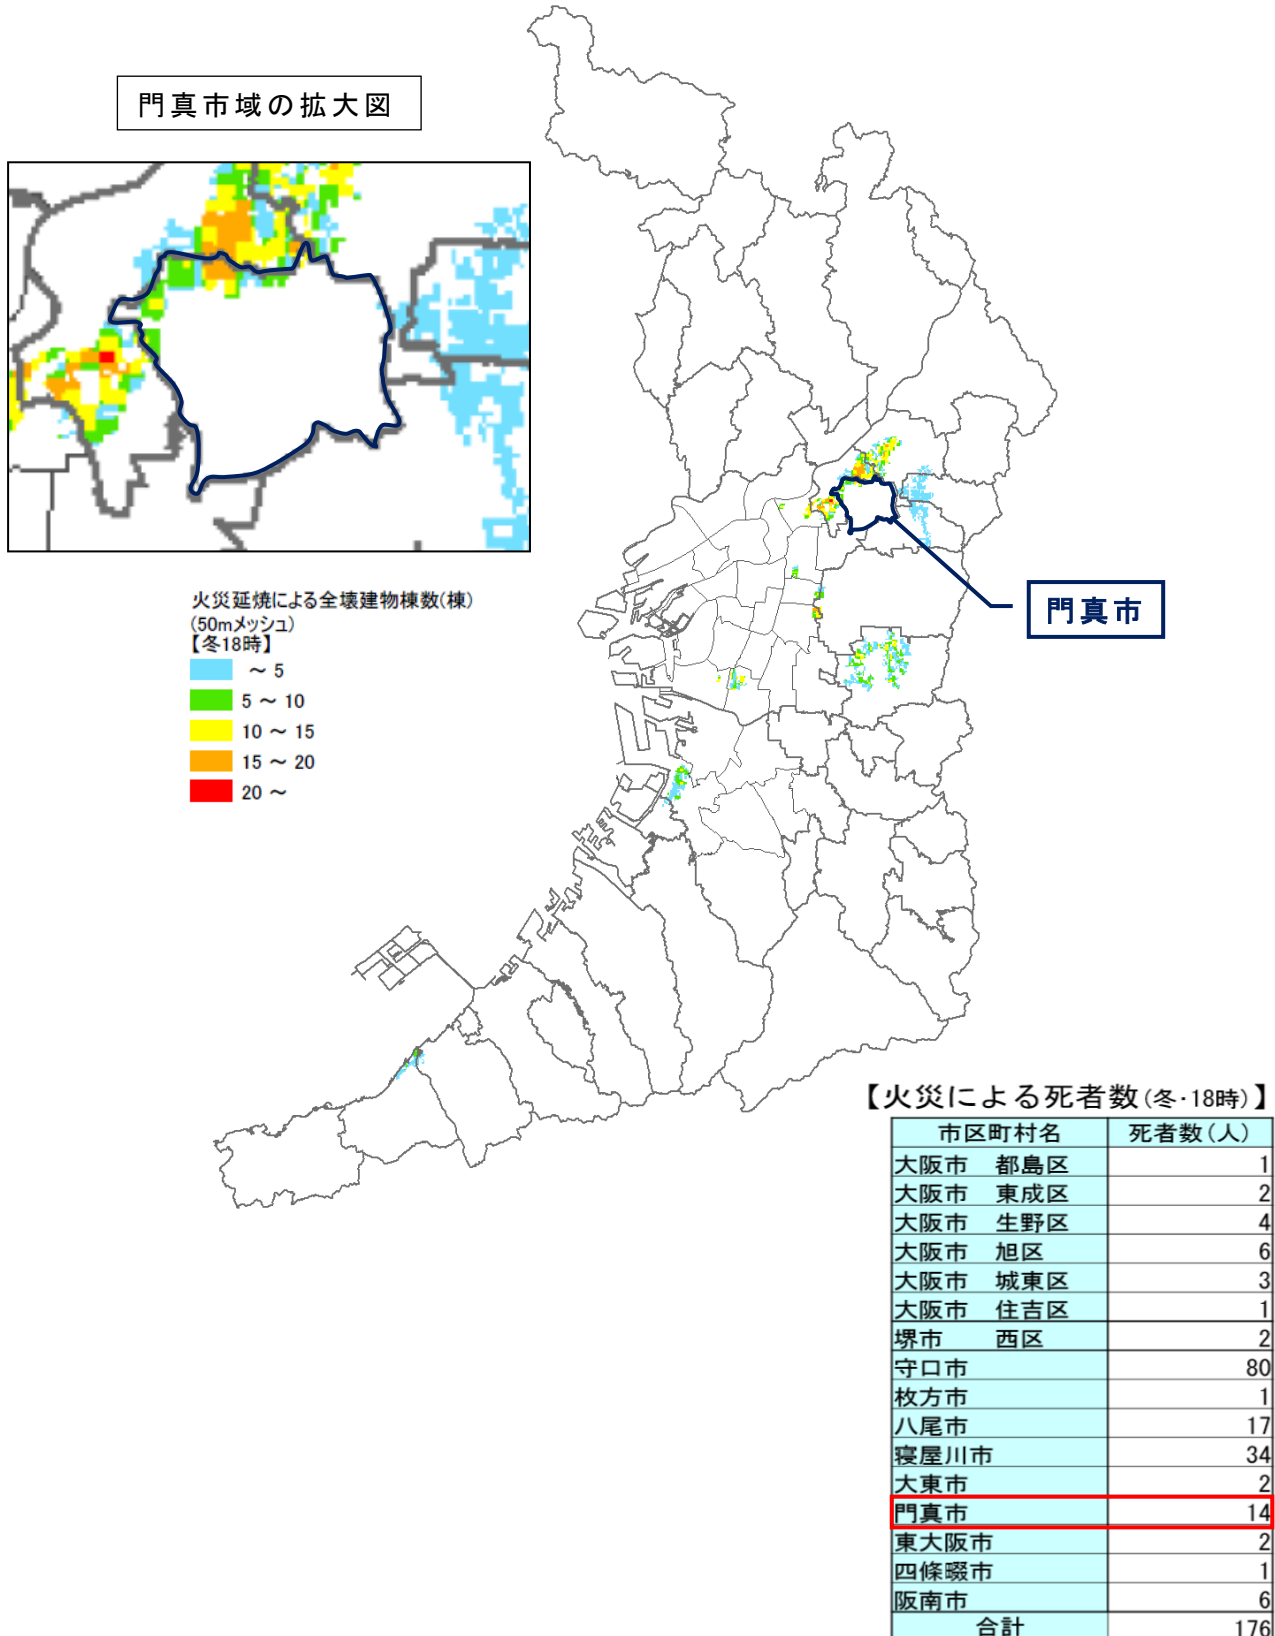 門真市域の拡大図
火災延焼による全壊建物棟数(棟)
(50mメッシュ)
【冬18時】
～ 5
5 ～ 10
10 ～ 15
15 ～ 20
20 ～
門真市
【火災による死者数(冬・18時)】
市区町村名 死者数(人)
大阪市 都島区 1
大阪市 東成区 2
大阪市 生野区 4
大阪市 旭区 6
大阪市 城東区 3
大阪市 住吉区 1
堺市 西区 2
守口市 80
枚方市 1
八尾市 17
寝屋川市 34
大東市 2
門真市 14
東大阪市 2
四條畷市 1
阪南市 6
合計 176